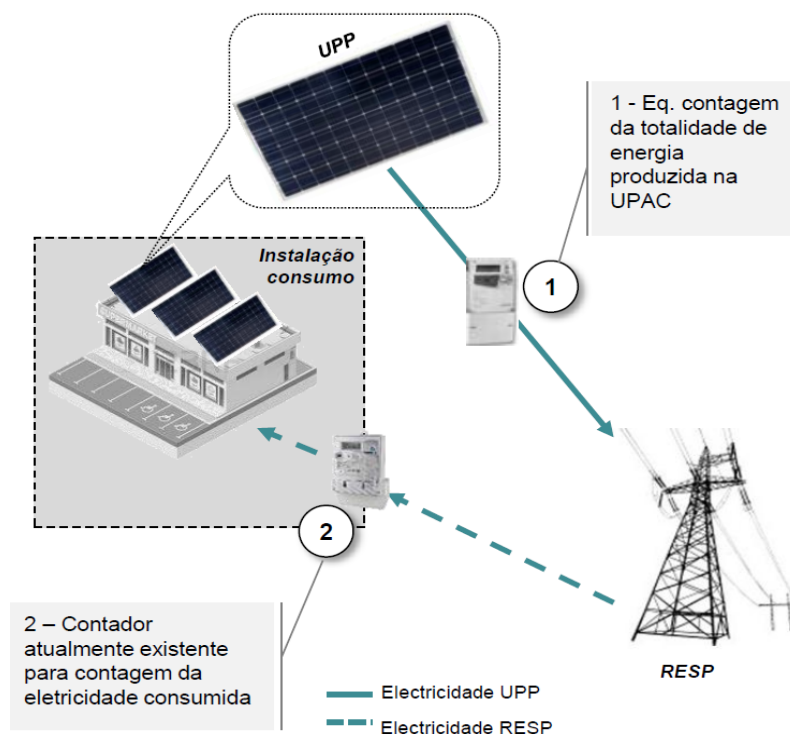 UPP
1 - Eq. contagem
da totalidade de
energia
produzida na
UPAC
Instalação
consumo
1
2
2 – Contador
atualmente existente
para contagem da
eletricidade consumida
RESP
Electricidade UPP
Electricidade RESP